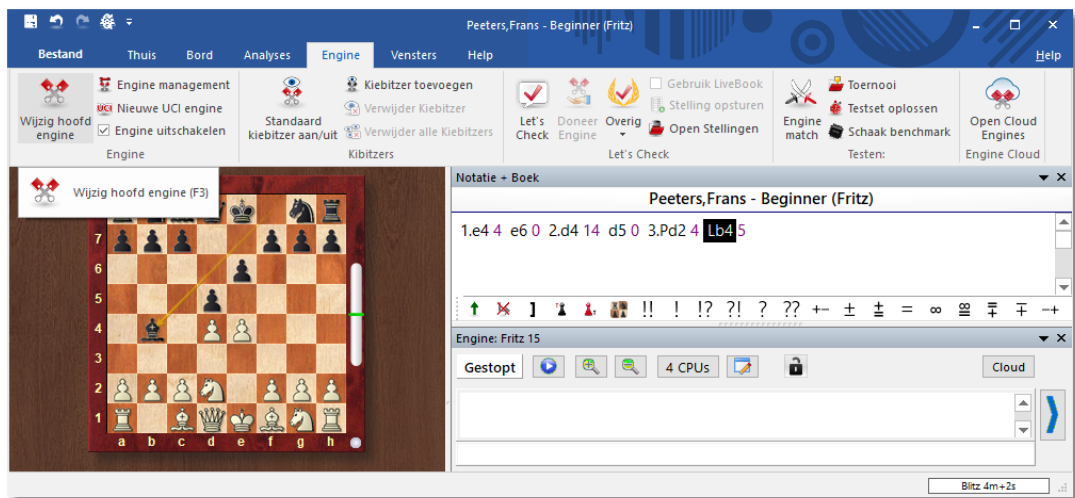 Peeters,Frans - Beginner (Fritz)
Bestand Thuis Bord Analyses Engine Vensters Help Help
Wijzig hoofd engine
Engine management
UCI Nieuwe UCI engine
Engine uitschakelen
Engine
Standaard kiebitzer aan/uit
Kiebitzer toevoegen
Verwijder Kiebitzer
Verwijder alle Kiebitzers
Kibitzers
Let's Check
Doneer Engine
Overig
Gebruik LiveBook
Stelling opsturen
Open Stellingen
Let's Check
Engine match
Toernooi
Testset oplossen
Schaak benchmark
Testen:
Open Cloud Engines
Engine Cloud
Wijzig hoofd engine (F3)
7
6
5
4
3
2
1
a b c d e f g h
Notatie + Boek
Peeters,Frans - Beginner (Fritz)
1.e4 4 e6 0 2.d4 14 d5 0 3.Pd2 4 Lb4 5
] !! ! !? ?! ? ?? +- ± ⩲ = ∞ ⯹ ⩱ ∓ -+
Engine: Fritz 15
Gestopt 4 CPUs Cloud
Blitz 4m+2s